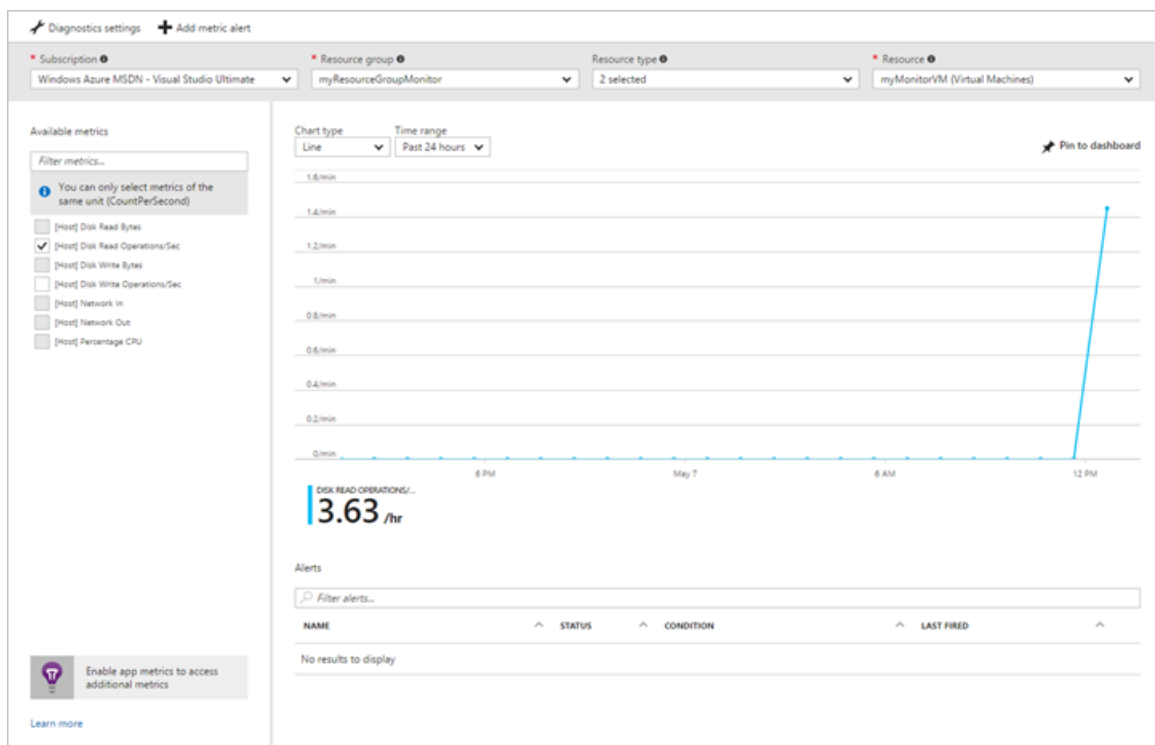 Diagnostics settings Add metric alert
* Subscription * Resource group Resource type * Resource
Windows Azure MSDN - Visual Studio Ultimate myResourceGroupMonitor 2 selected myMonitorVM (Virtual Machines)
Available metrics
Filter metrics...
You can only select metrics of the
same unit (CountPerSecond)
[Host] Disk Read Bytes
[Host] Disk Read Operations/Sec
[Host] Disk Write Bytes
[Host] Disk Write Operations/Sec
[Host] Network In
[Host] Network Out
[Host] Percentage CPU
Enable app metrics to access
additional metrics
Learn more
Chart type Time range
Line Past 24 hours
Pin to dashboard
1.6/min
1.4/min
1.2/min
1/min
0.8/min
0.6/min
0.4/min
0.2/min
0/min
6 PM May 7 6 AM 12 PM
DISK READ OPERATIONS/...
3.63 /hr
Alerts
Filter alerts...
NAME STATUS CONDITION LAST FIRED
No results to display